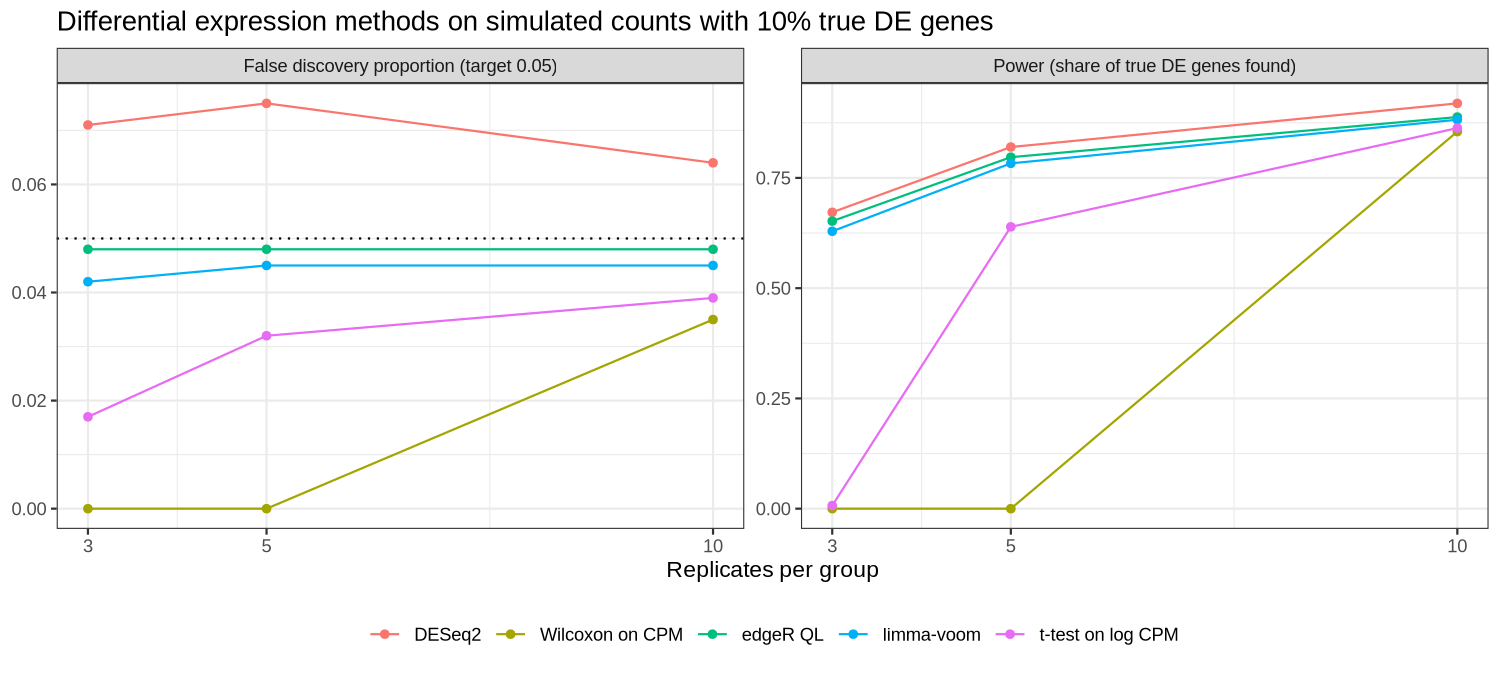 Differential expression methods on simulated counts with 10% true DE genes
False discovery proportion (target 0.05)
0.06
0.04
0.02
0.00
3 5 10
Power (share of true DE genes found)
0.75
0.50
0.25
0.00
3 5 10
Replicates per group
DESeq2 Wilcoxon on CPM edgeR QL limma-voom t-test on log CPM